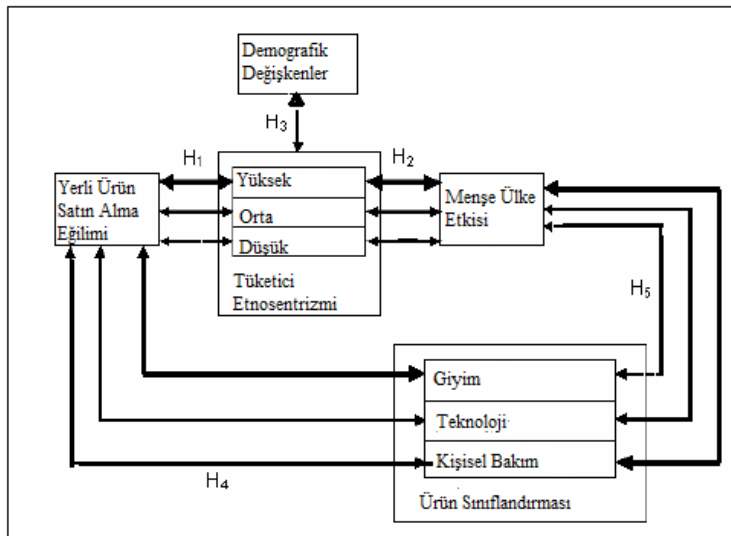 Demografik
Değişkenler
H3
H1
H2
Yerli Ürün
Satın Alma
Eğilimi
Yüksek
Orta
Düşük
Tüketici
Etnosentrizmi
Menşe Ülke
Etkisi
H5
Giyim
Teknoloji
Kişisel Bakım
H4
Ürün Sınıflandırması